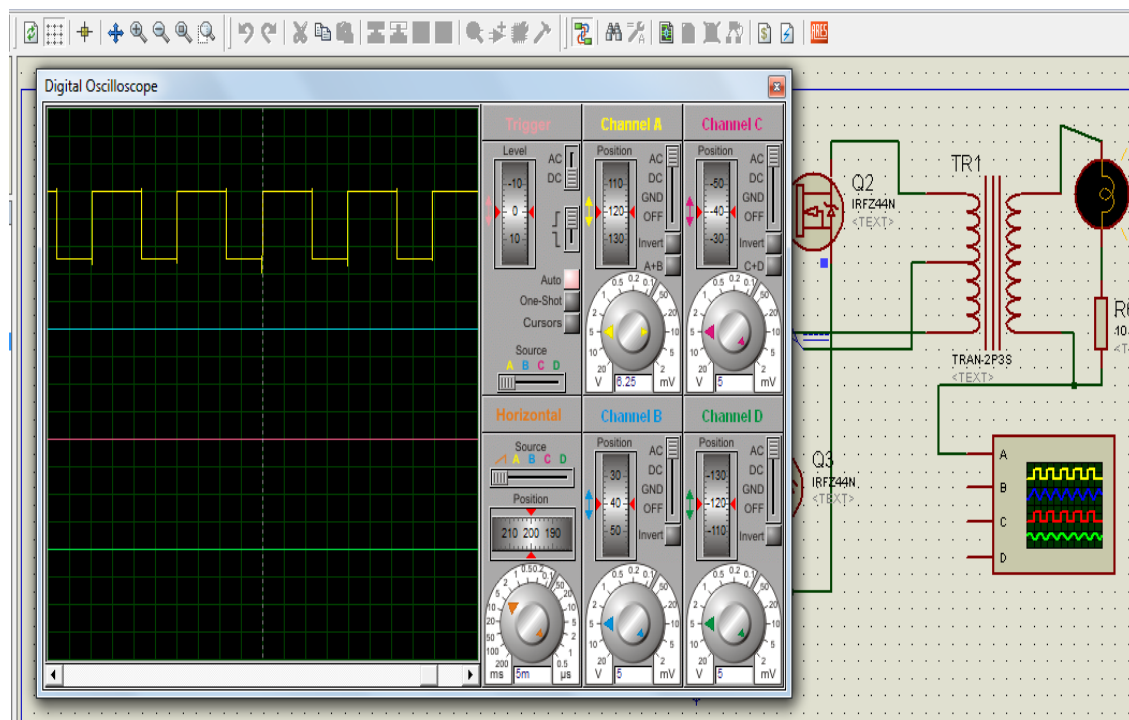 ARES
Digital Oscilloscope
Trigger
Level
AC
DC
-10
0
10
Auto
One-Shot
Cursors
Source
A B C D
Channel A
Position
AC
DC
GND
OFF
110
-120
-130
Invert
A+B
V
6.25
mV
Channel C
Position
AC
DC
GND
OFF
-50
-40
-30
Invert
C+D
V
5
mV
Horizontal
Source
A B C D
Position
210 200 190
200
ms
5m
0.5
µs
Channel B
Position
AC
DC
GND
OFF
30
40
50
Invert
V
5
mV
Channel D
Position
AC
DC
GND
OFF
-130
-120
-110
Invert
V
5
mV
Q2
IRFZ44N
<TEXT>
TR1
TRAN-2P3S
<TEXT>
Q3
IRFZ44N
<TEXT>
A
B
C
D